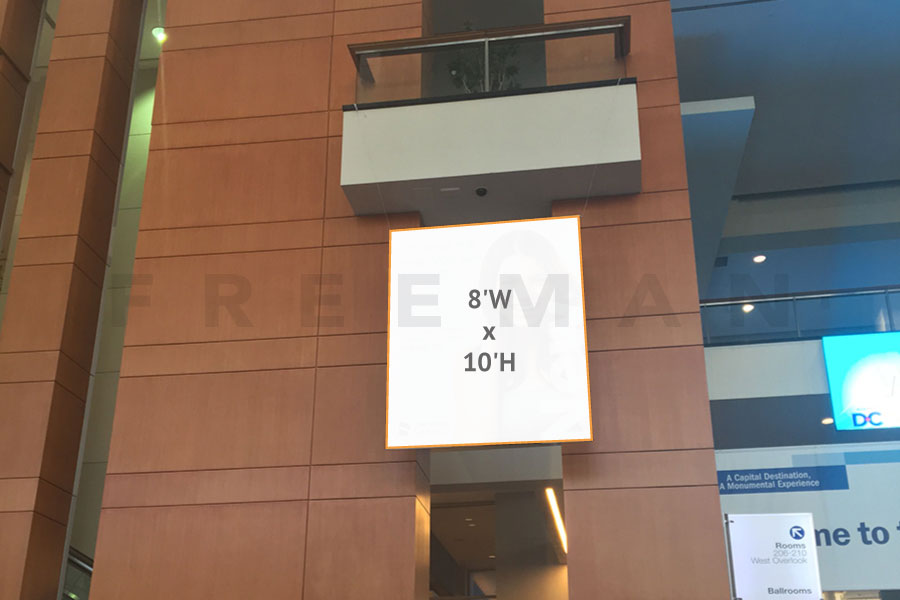 FREEMAN
8'W
x
10'H
DC
A Capital Destination,
A Monumental Experience
me to
Rooms
206-210
West Overlook
Ballrooms